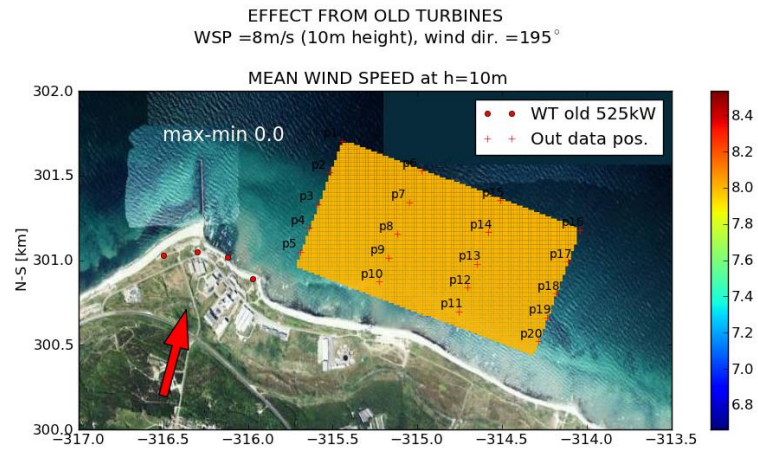 EFFECT FROM OLD TURBINES
WSP =8m/s (10m height), wind dir. =195°
MEAN WIND SPEED at h=10m
302.0
301.5
301.0
300.5
300.0
N-S [km]
max-min 0.0
WT old 525kW
Out data pos.
p1
p2
p3
p4
p5
p6
p7
p8
p9
p10
p11
p12
p13
p14
p15
p16
p17
p18
p19
p20
−317.0 −316.5 −316.0 −315.5 −315.0 −314.5 −314.0 −313.5
8.4
8.2
8.0
7.8
7.6
7.4
7.2
7.0
6.8